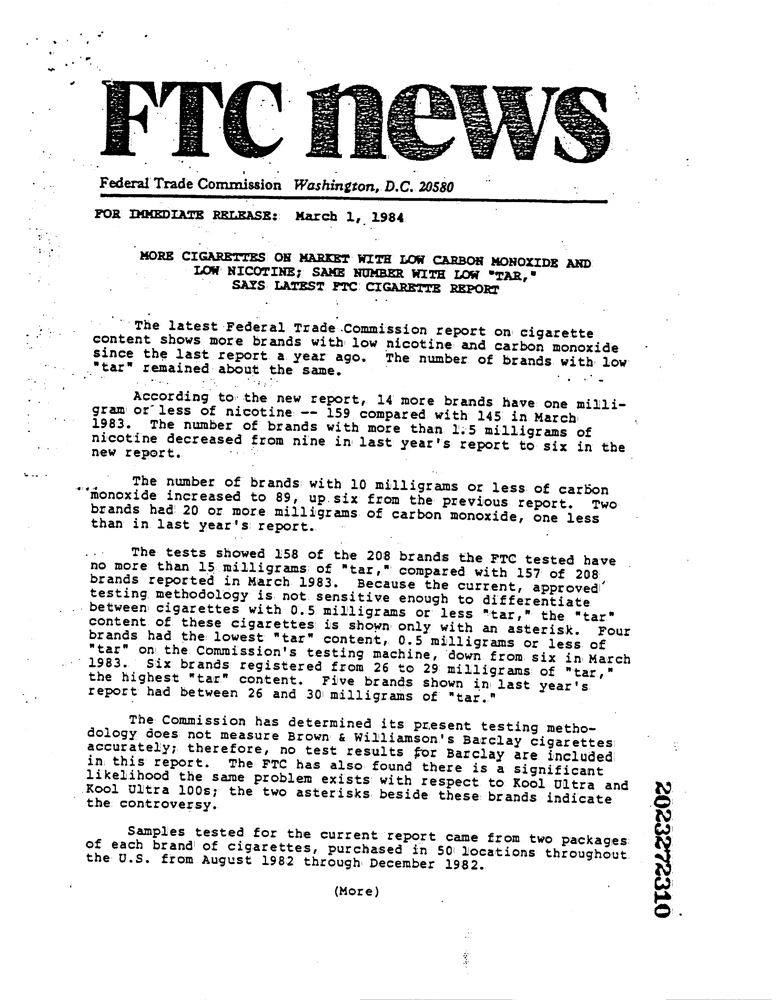 FTC news
Federal Trade Commission Washington, D.C. 20580
FOR IMMEDIATE RELEASE: March 1, 1984
MORE CIGARETTES ON MARKET WITH LOW CARBON MONOXIDE AND
LOW NICOTINE; SAME NUMBER WITH LOW "TAR,"
SAYS LATEST FTC CIGARETTE REPORT
The latest Federal Trade Commission report on cigarette
content shows more brands with low nicotine and carbon monoxide
since the last report a year ago. The number of brands with low
"tar" remained about the same.
According to the new report, 14 more brands have one milli-
gram or less of nicotine -- 159 compared with 145 in March
1983. The number of brands with more than 1.5 milligrams of
nicotine decreased from nine in last year's report to six in the
new report.
The number of brands with 10 milligrams or less of carbon
monoxide increased to 89, up six from the previous report. Two
brands had 20 or more milligrams of carbon monoxide, one less
than in last year's report.
The tests showed 158 of the 208 brands the FTC tested have
no more than 15 milligrams of "tar," compared with 157 of 208
brands reported in March 1983. Because the current, approved
testing methodology is not sensitive enough to differentiate
between cigarettes with 0.5 milligrams or less "tar," the "tar"
content of these cigarettes is shown only with an asterisk. Four
brands had the lowest "tar" content, 0.5 milligrams or less of
"tar" on the Commission's testing machine, down from six in March
1983. Six brands registered from 26 to 29 milligrams of "tar,"
the highest "tar" content. Five brands shown in last year's
report had between 26 and 30 milligrams of "tar."
The Commission has determined its present testing metho-
dology does not measure Brown & Williamson's Barclay cigarettes
accurately; therefore, no test results for Barclay are included
in this report. The FTC has also found there is a significant
likelihood the same problem exists with respect to Kool Ultra and
Kool Ultra 100s; the two asterisks beside these brands indicate
the controversy.
Samples tested for the current report came from two packages
of each brand of cigarettes, purchased in 50 locations throughout
the U.S. from August 1982 through December 1982.
(More)
2023272310